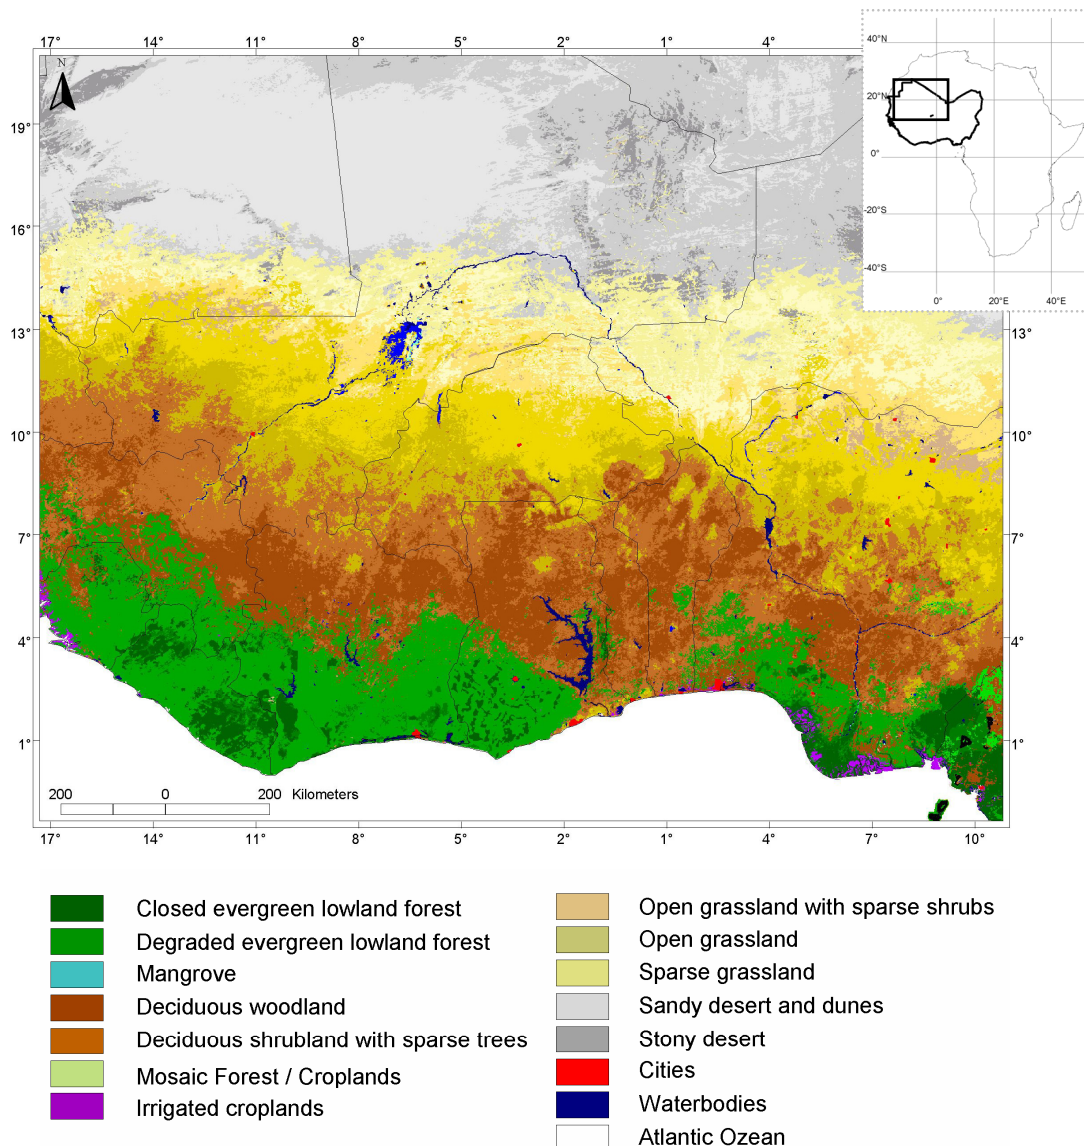 17° 14° 11° 8° 5° 2° 1° 4°
40°N
20°N
0°
-20°S
-40°S
0° 20°E 40°E
N
19°
16°
13° 13°
10° 10°
7° 7°
4° 4°
1° 1°
200 0 200 Kilometers
17° 14° 11° 8° 5° 2° 1° 4° 7° 10°
Closed evergreen lowland forest
Degraded evergreen lowland forest
Mangrove
Deciduous woodland
Deciduous shrubland with sparse trees
Mosaic Forest / Croplands
Irrigated croplands
Open grassland with sparse shrubs
Open grassland
Sparse grassland
Sandy desert and dunes
Stony desert
Cities
Waterbodies
Atlantic Ozean